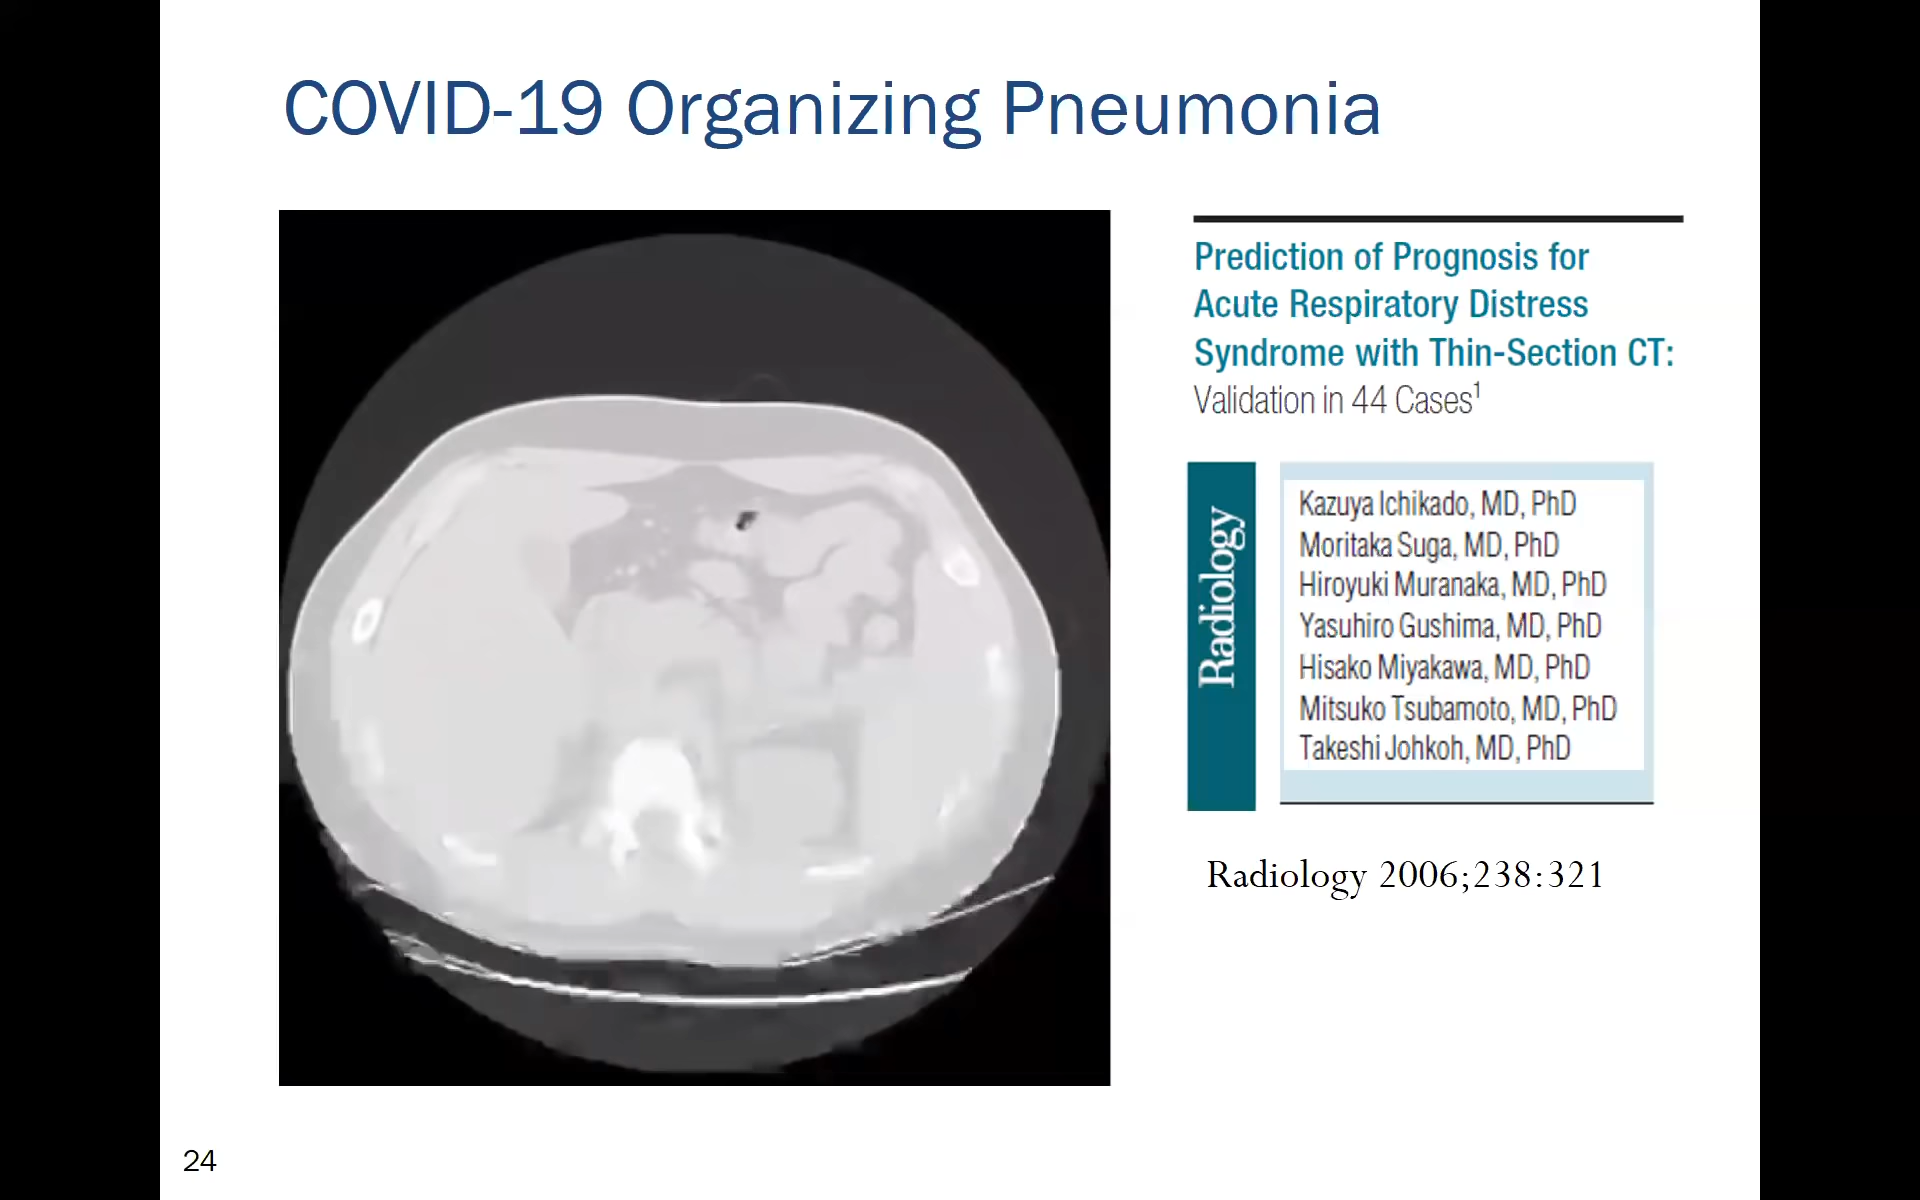 COVID-19 Organizing Pneumonia
Prediction of Prognosis for
Acute Respiratory Distress
Syndrome with Thin-Section CT:
Validation in 44 Cases¹
Radiology
Kazuya Ichikado, MD, PhD
Moritaka Suga, MD, PhD
Hiroyuki Muranaka, MD, PhD
Yasuhiro Gushima, MD, PhD
Hisako Miyakawa, MD, PhD
Mitsuko Tsubamoto, MD, PhD
Takeshi Johkoh, MD, PhD
Radiology 2006;238:321
24